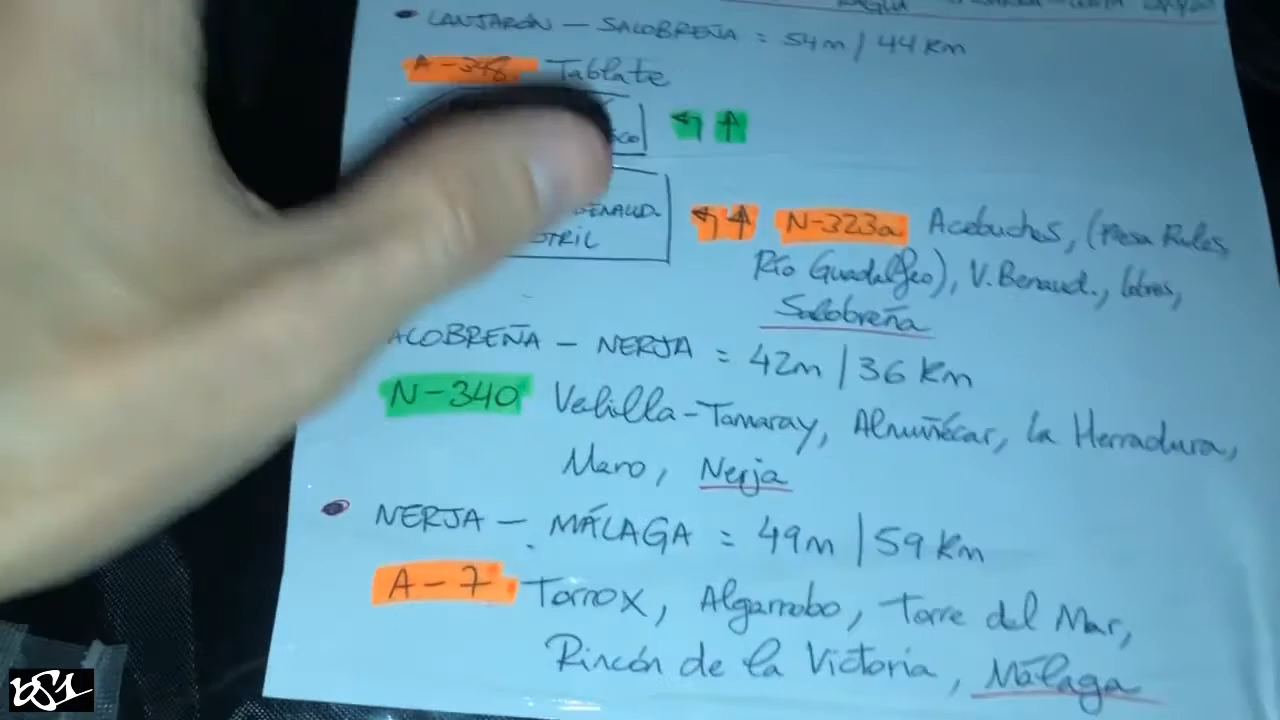 LANJARÓN - SALOBREÑA = 54m / 44 Km
A-348 Tablate
N-323a Acebuches, (Presa Rules,
Río Guadalfeo), V. Benaud., Lobres,
Salobreña
ALOBREÑA - NERJA = 42m / 36 Km
N-340 Velilla-Tamaray, Almuñécar, La Herradura,
Maro, Nerja
NERJA - MÁLAGA = 49m / 59 Km
A-7 Torrox, Algarrobo, Torre del Mar,
Rincón de la Victoria, Málaga